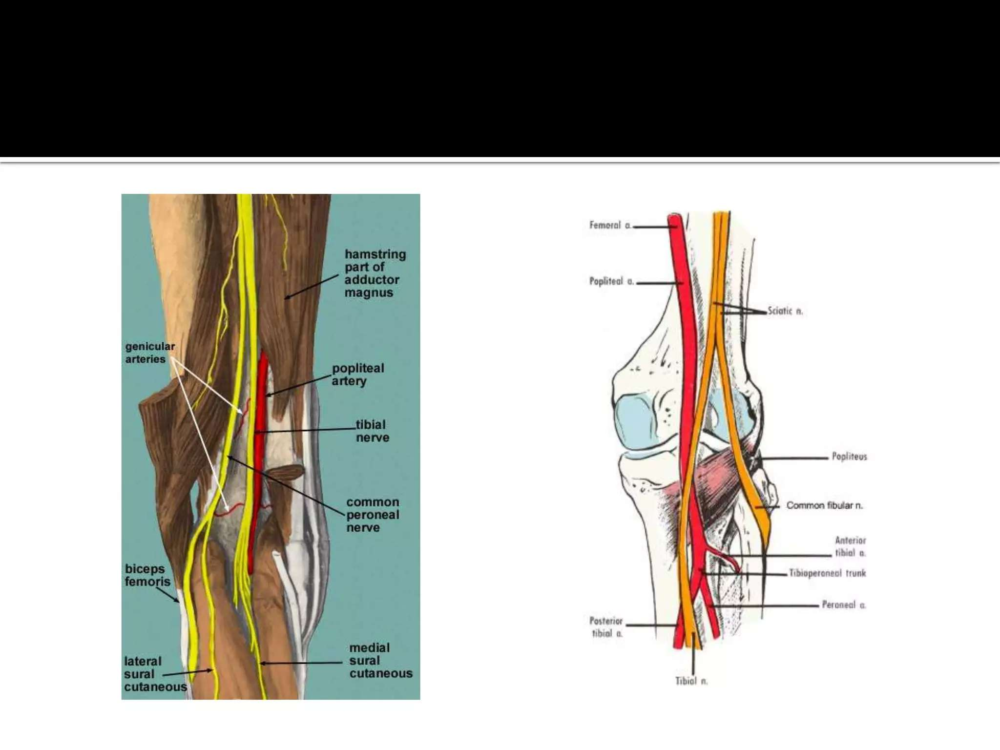 hamstring
part of
adductor
magnus
genicular
arteries
popliteal
artery
tibial
nerve
common
peroneal
nerve
biceps
femoris
lateral
sural
cutaneous
medial
sural
cutaneous
Femoral a.
Popliteal a.
Sciatic n.
Popliteus
Common fibular n.
Anterior
tibial a.
Tibioperoneal trunk
Peroneal a.
Posterior
tibial a.
Tibial n.